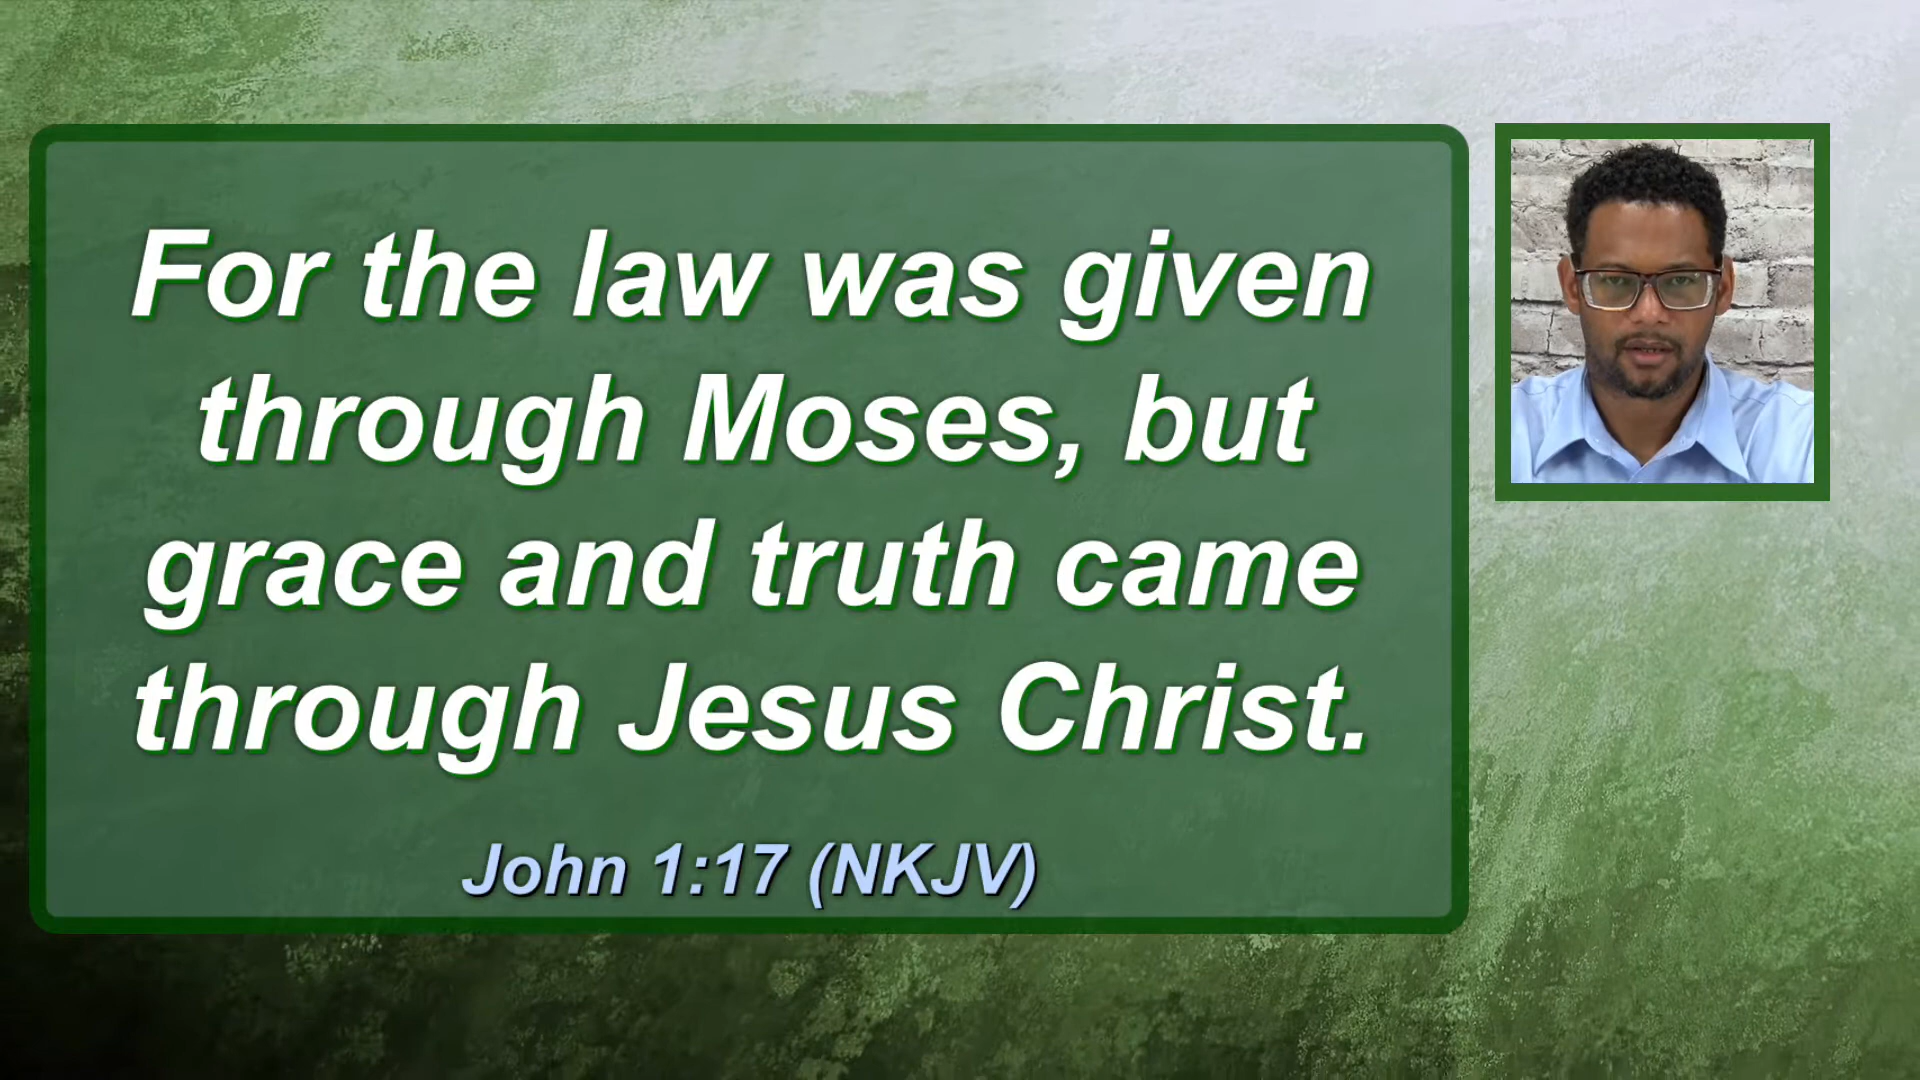 For the law was given
through Moses, but
grace and truth came
through Jesus Christ.
John 1:17 (NKJV)